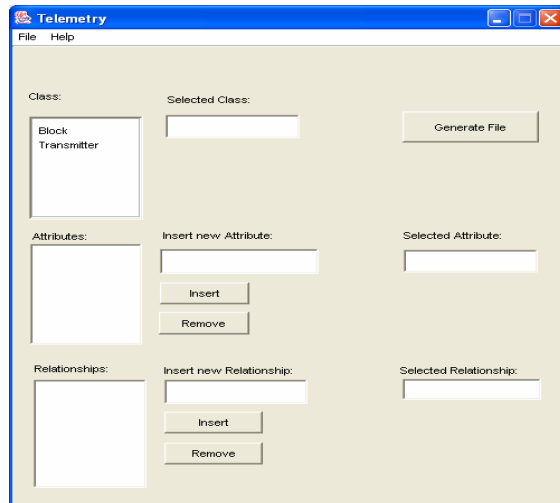 Telemetry
File Help
Class:
Selected Class:
Block
Transmitter
Generate File
Attributes:
Insert new Attribute:
Selected Attribute:
Insert
Remove
Relationships:
Insert new Relationship:
Selected Relationship:
Insert
Remove